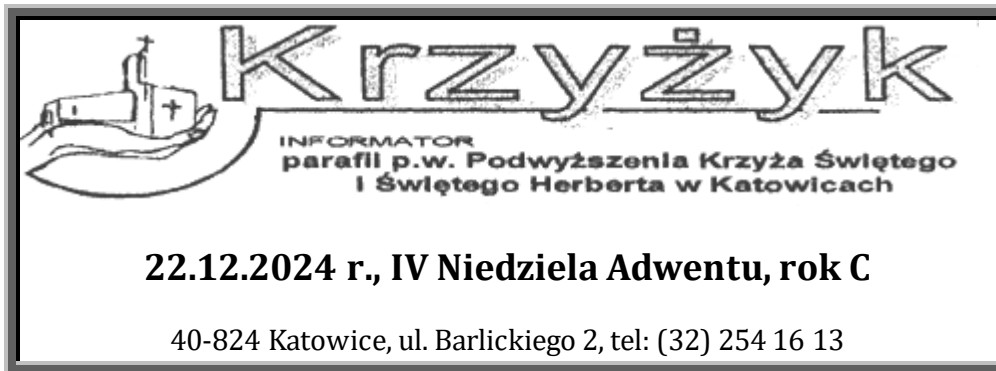 Krzyżyk
INFORMATOR
parafii p.w. Podwyższenia Krzyża Świętego
i Świętego Herberta w Katowicach
22.12.2024 r., IV Niedziela Adwentu, rok C
40-824 Katowice, ul. Barlickiego 2, tel: (32) 254 16 13